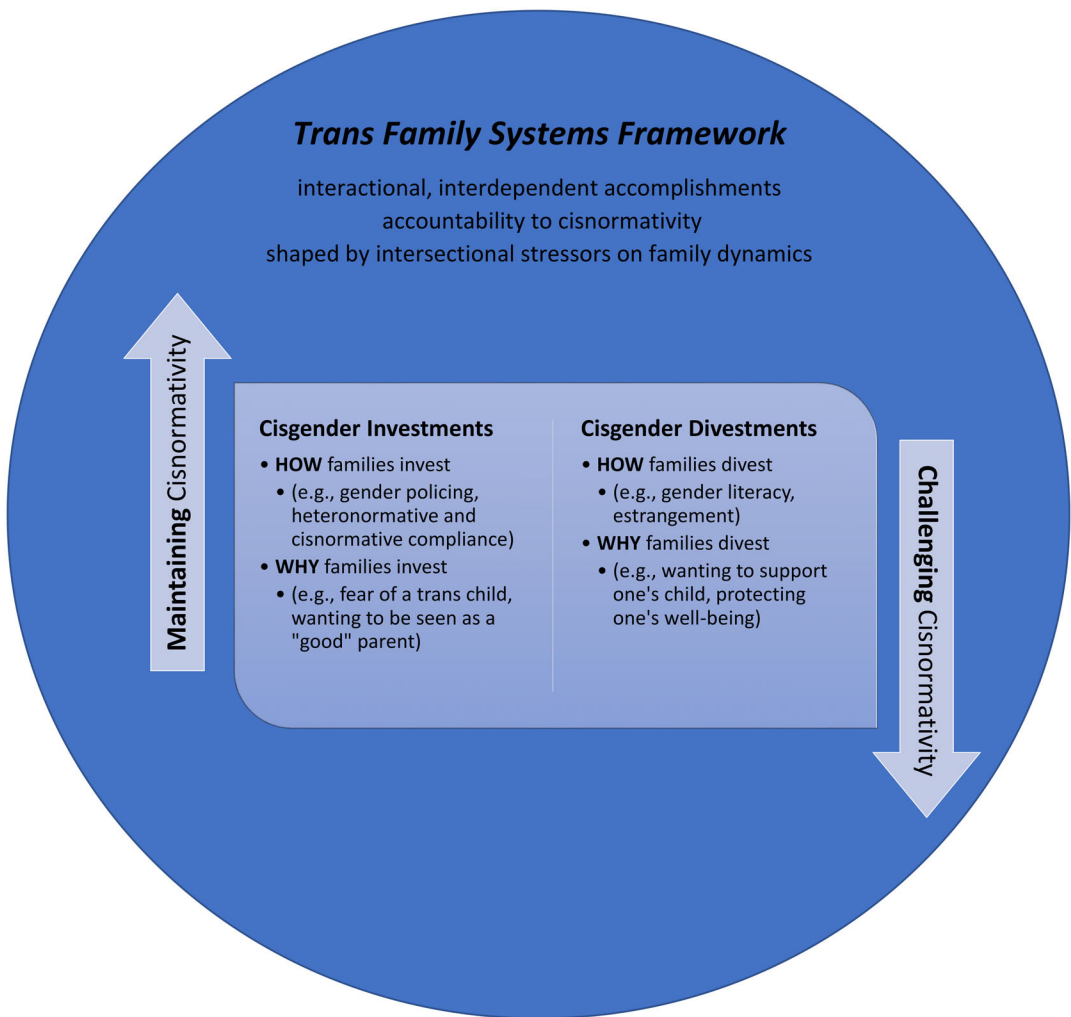 Trans Family Systems Framework
interactional, interdependent accomplishments
accountability to cisnormativity
shaped by intersectional stressors on family dynamics
Maintaining Cisnormativity
Cisgender Investments
• HOW families invest
• (e.g., gender policing,
heteronormative and
cisnormative compliance)
• WHY families invest
• (e.g., fear of a trans child,
wanting to be seen as a
"good" parent)
Cisgender Divestments
• HOW families divest
• (e.g., gender literacy,
estrangement)
• WHY families divest
• (e.g., wanting to support
one's child, protecting
one's well-being)
Challenging Cisnormativity